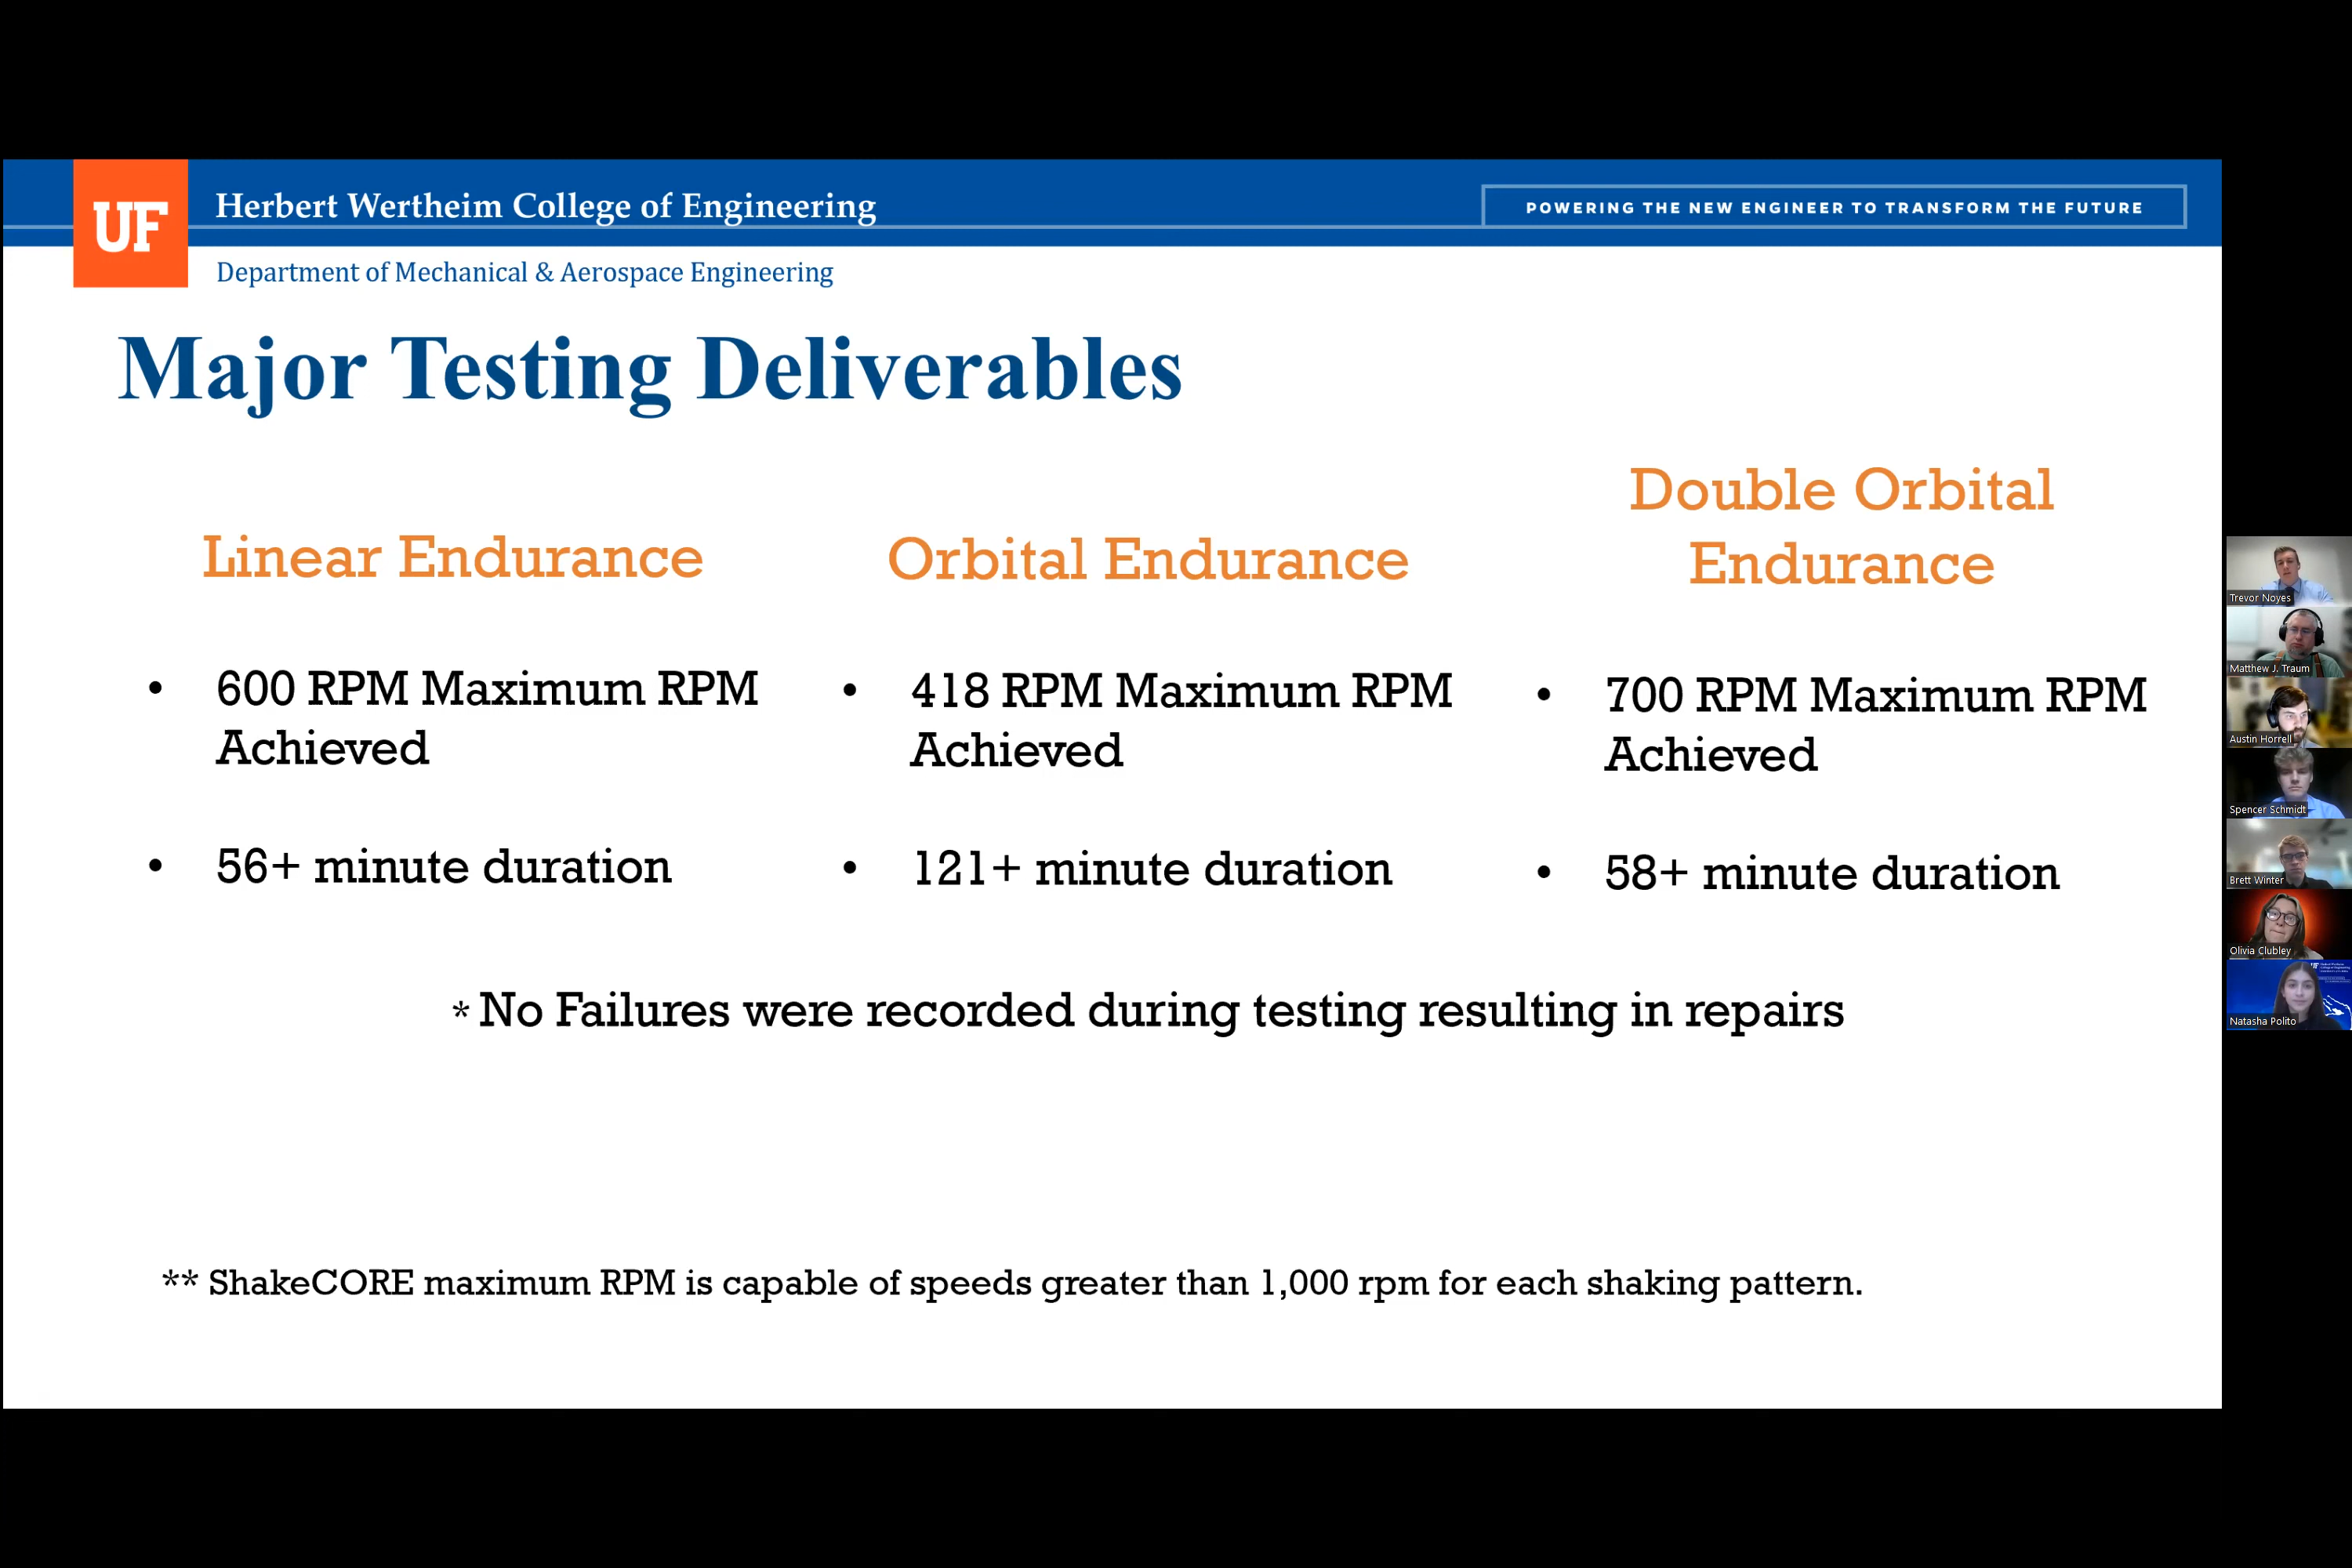 UF
Herbert Wertheim College of Engineering
POWERING THE NEW ENGINEER TO TRANSFORM THE FUTURE
Department of Mechanical & Aerospace Engineering
Major Testing Deliverables
Linear Endurance
• 600 RPM Maximum RPM
Achieved
• 56+ minute duration
Orbital Endurance
• 418 RPM Maximum RPM
Achieved
• 121+ minute duration
Double Orbital
Endurance
• 700 RPM Maximum RPM
Achieved
• 58+ minute duration
* No Failures were recorded during testing resulting in repairs
** ShakeCORE maximum RPM is capable of speeds greater than 1,000 rpm for each shaking pattern.
Trevor Noyes
Matthew J. Traum
Austin Horrell
Spencer Schmidt
Brett Winter
Olivia Clubley
Natasha Polito